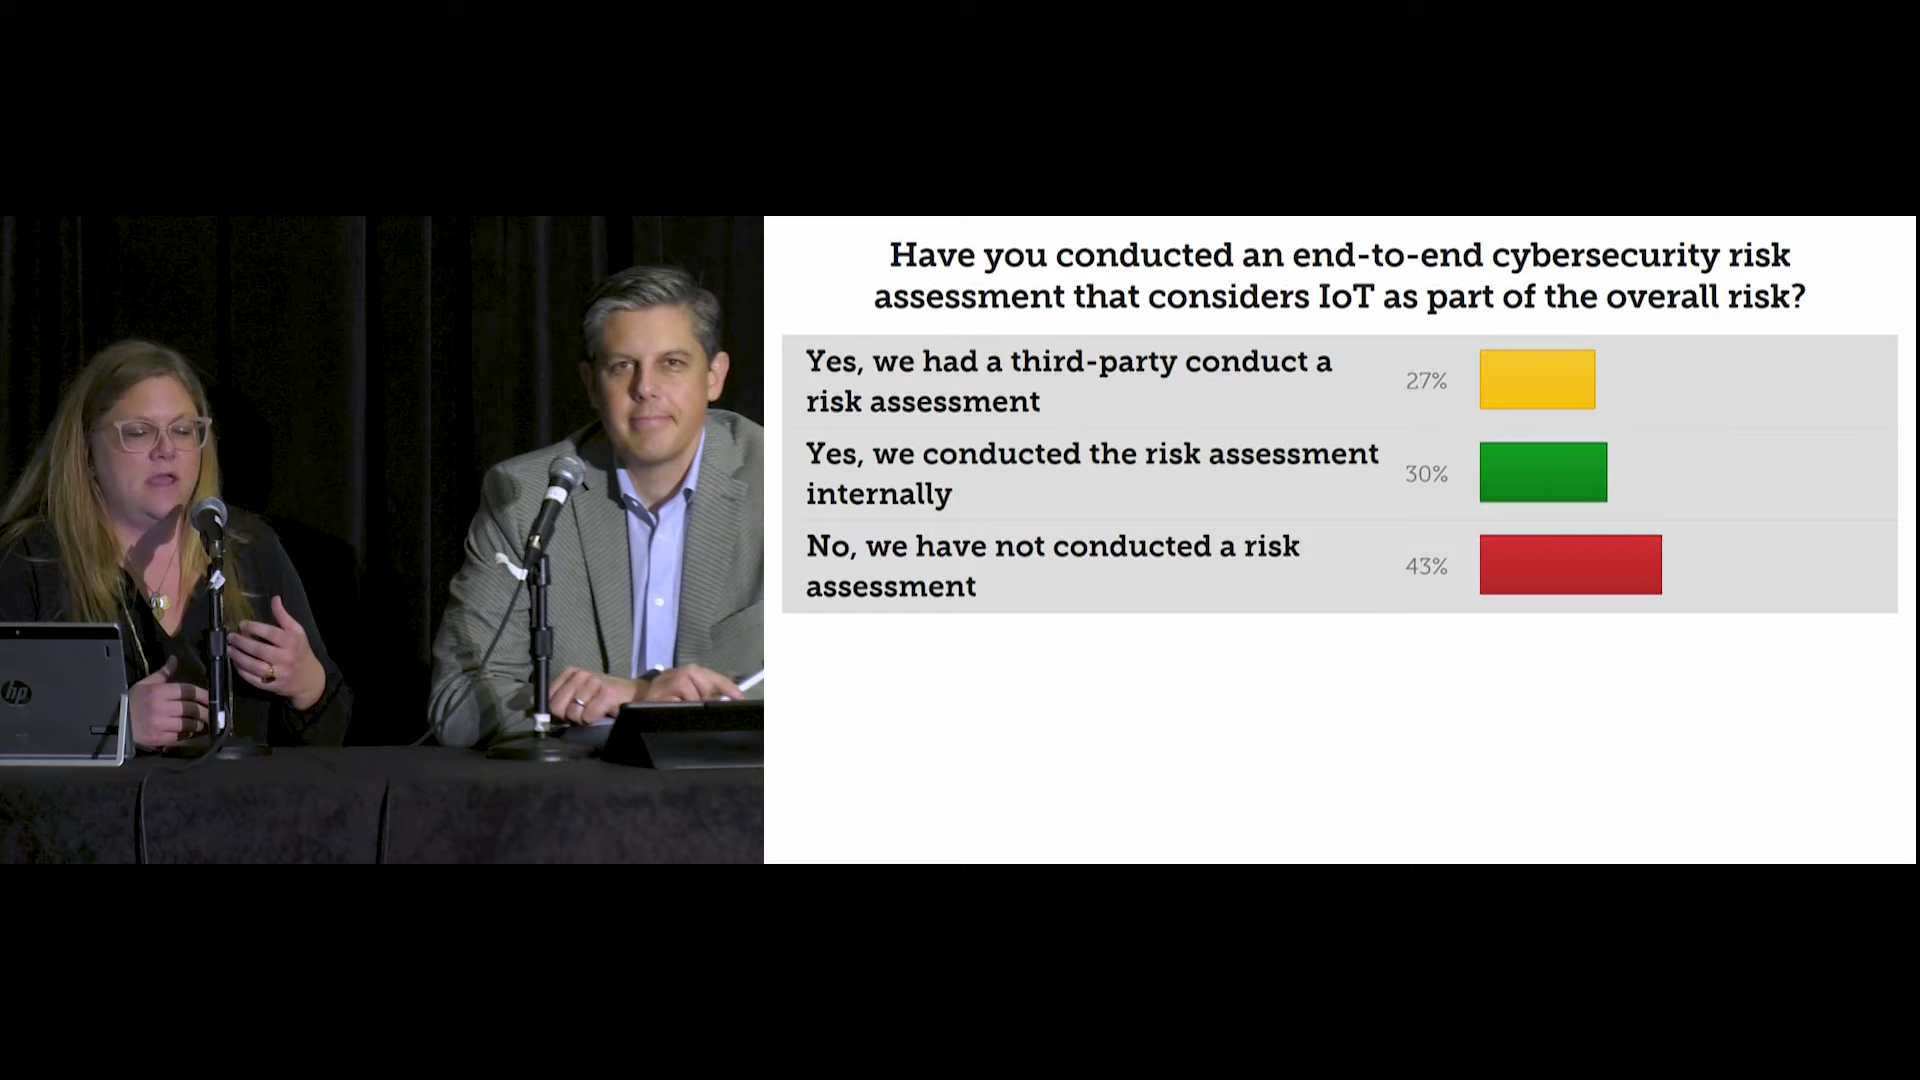 Have you conducted an end-to-end cybersecurity risk
assessment that considers IoT as part of the overall risk?
Yes, we had a third-party conduct a
risk assessment
27%
Yes, we conducted the risk assessment
internally
30%
No, we have not conducted a risk
assessment
43%
hp